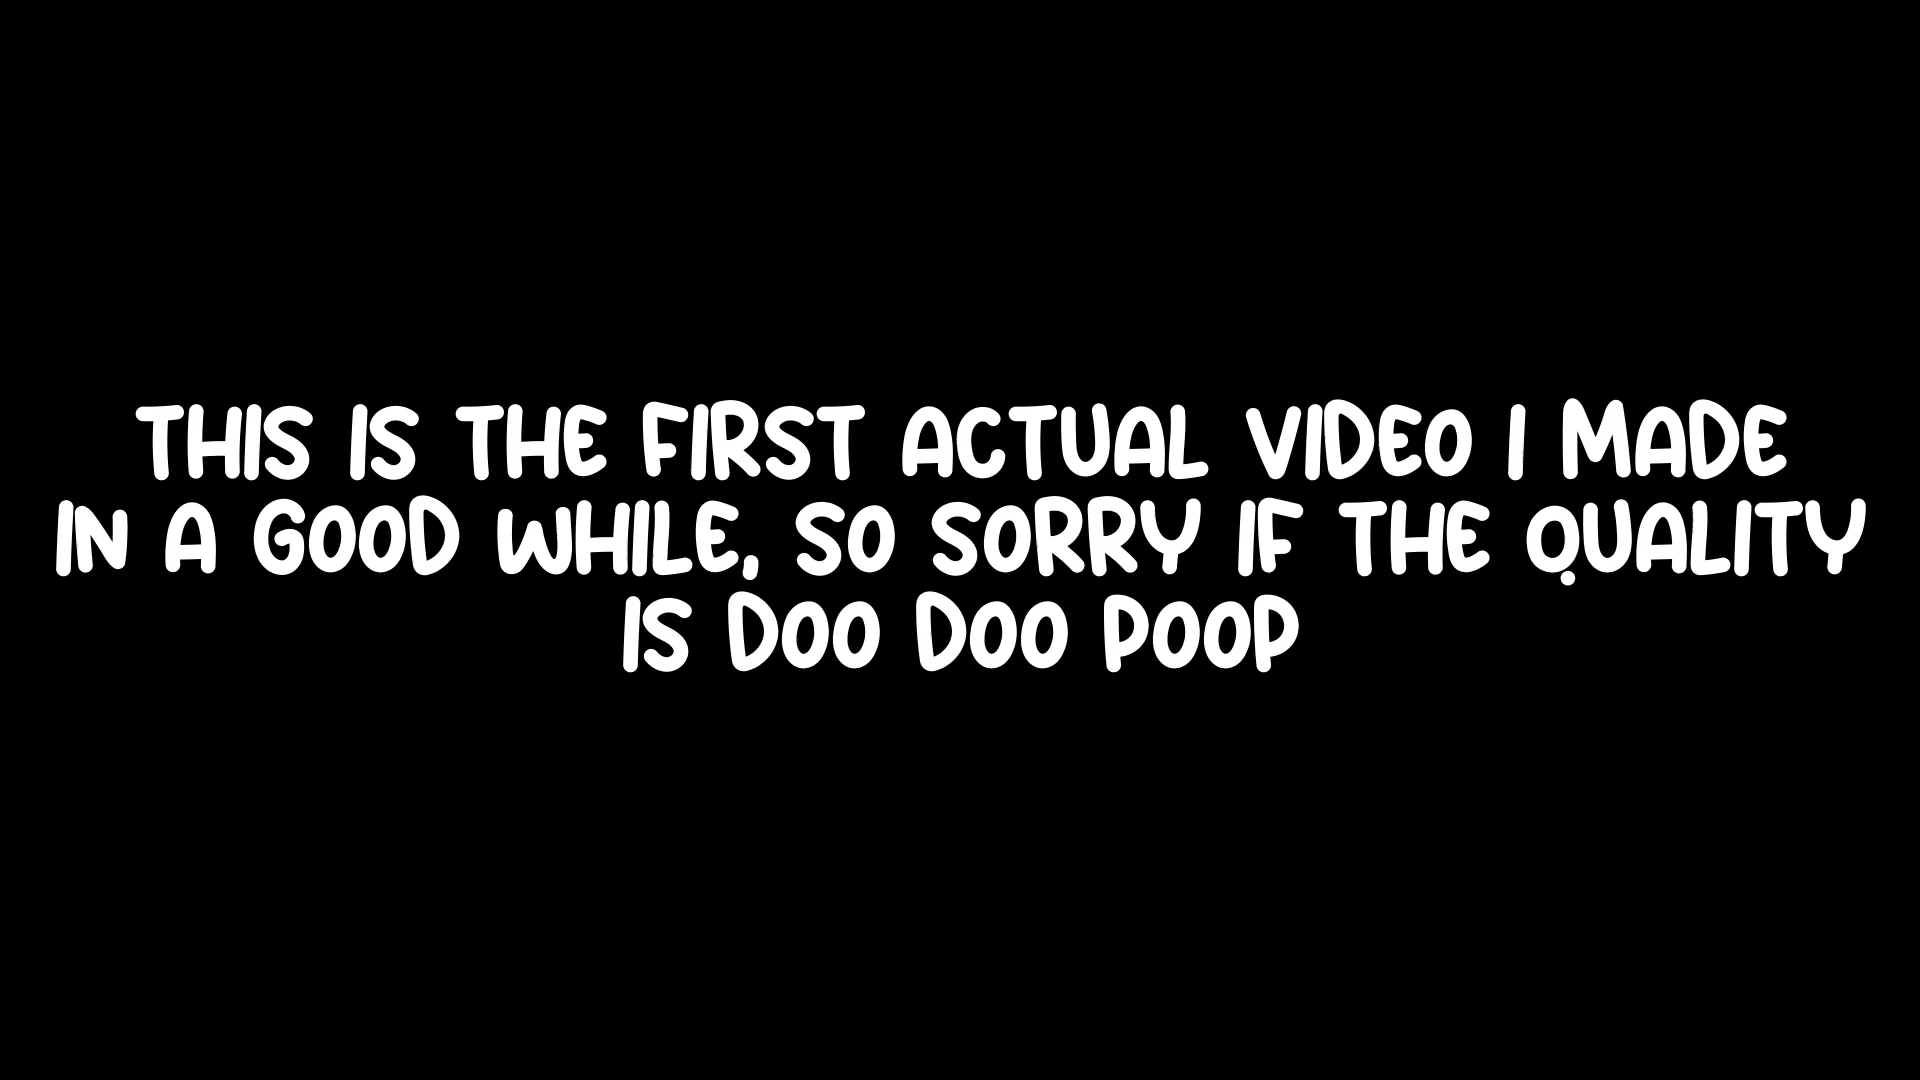 THIS IS THE FIRST ACTUAL VIDEO I MADE
IN A GOOD WHILE, SO SORRY IF THE QUALITY
IS DOO DOO POOP